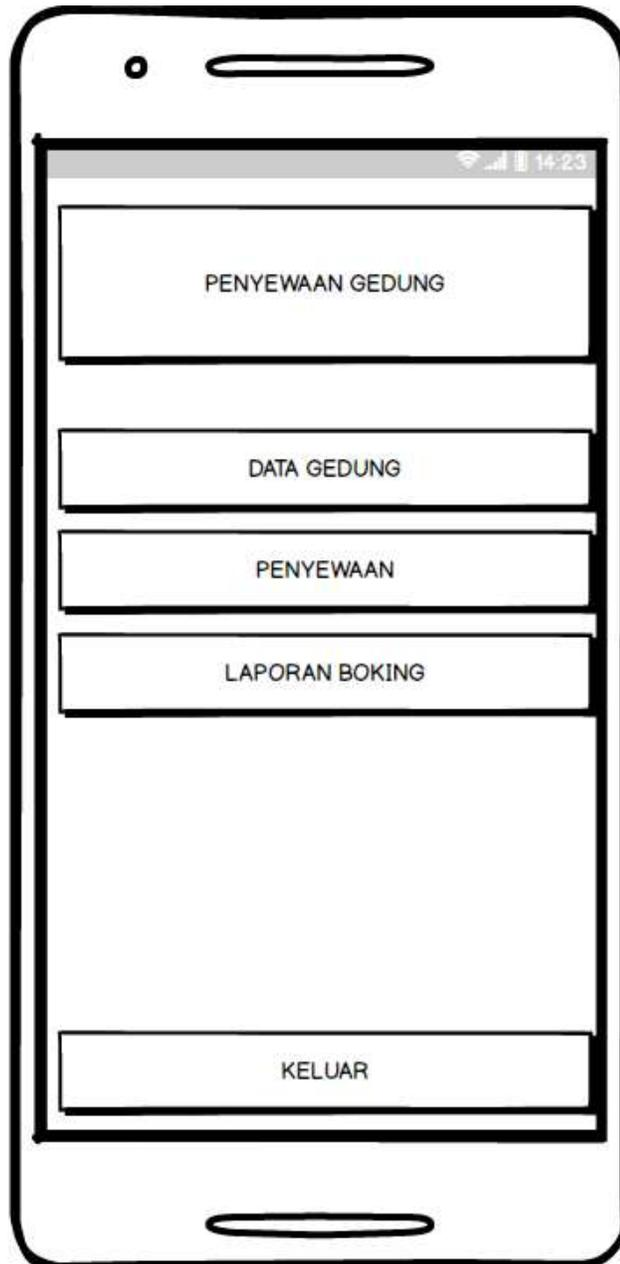 14:23
PENYEWAAN GEDUNG
DATA GEDUNG
PENYEWAAN
LAPORAN BOKING
KELUAR